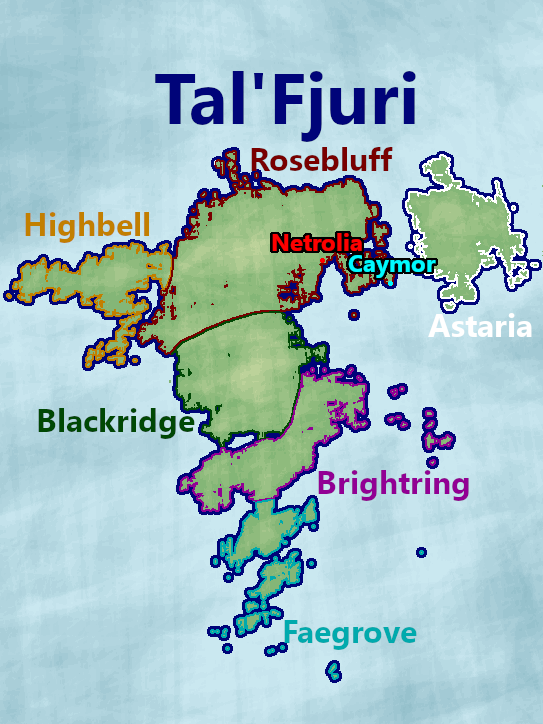 Tal'Fjuri
Rosebluff
Highbell
Netrolia
Caymor
Astaria
Blackridge
Brightring
Faegrove